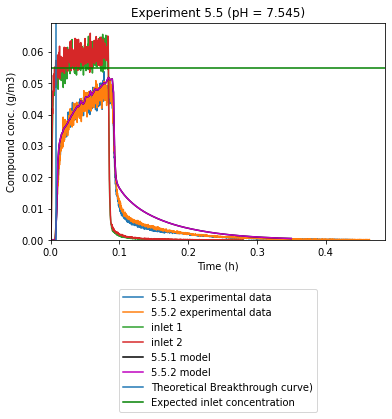 Experiment 5.5 (pH = 7.545)
Compound conc. (g/m3)
0.06
0.05
0.04
0.03
0.02
0.01
0.00
0.0 0.1 0.2 0.3 0.4
Time (h)
5.5.1 experimental data
5.5.2 experimental data
inlet 1
inlet 2
5.5.1 model
5.5.2 model
Theoretical Breakthrough curve)
Expected inlet concentration